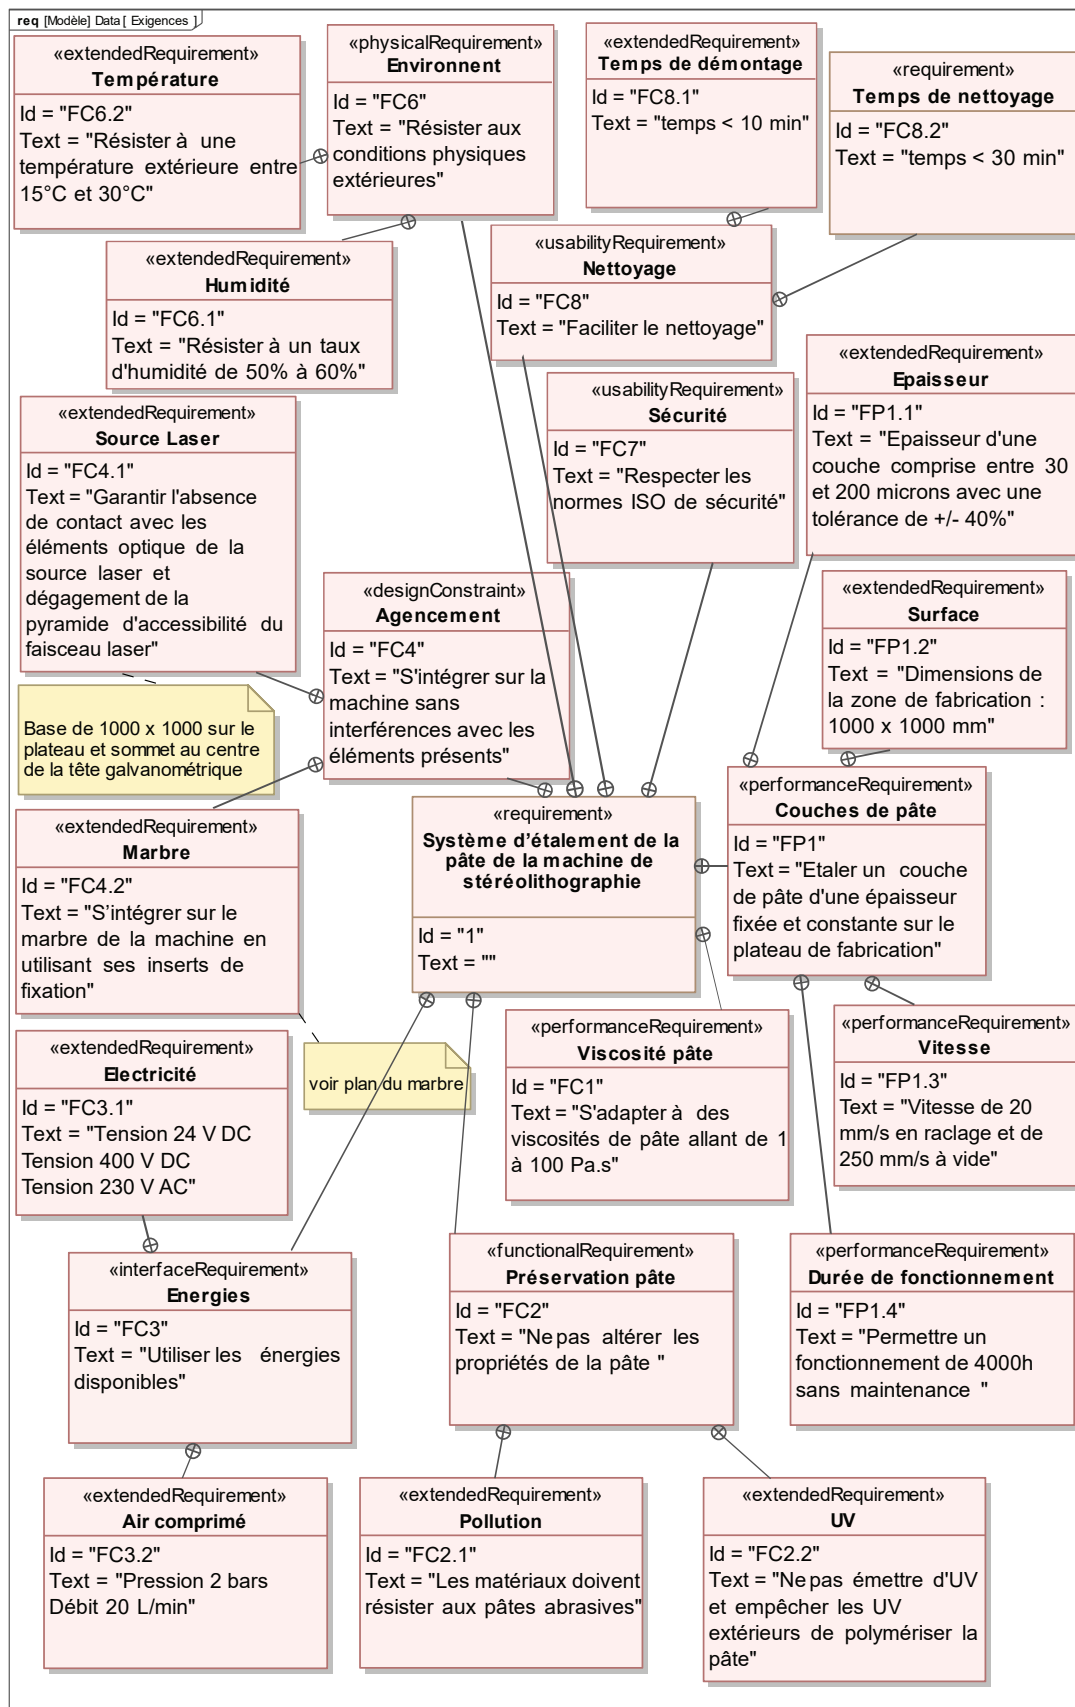 req [Modèle] Data [ Exigences ]
«extendedRequirement»
Température
Id = "FC6.2"
Text = "Résister à une
température extérieure entre
15°C et 30°C"
«physicalRequirement»
Environnent
Id = "FC6"
Text = "Résister aux
conditions physiques
extérieures"
«extendedRequirement»
Temps de démontage
Id = "FC8.1"
Text = "temps < 10 min"
«requirement»
Temps de nettoyage
Id = "FC8.2"
Text = "temps < 30 min"
«extendedRequirement»
Humidité
Id = "FC6.1"
Text = "Résister à un taux
d'humidité de 50% à 60%"
«usabilityRequirement»
Nettoyage
Id = "FC8"
Text = "Faciliter le nettoyage"
«extendedRequirement»
Epaisseur
Id = "FP1.1"
Text = "Epaisseur d'une
couche comprise entre 30
et 200 microns avec une
tolérance de +/- 40%"
«usabilityRequirement»
Sécurité
Id = "FC7"
Text = "Respecter les
normes ISO de sécurité"
«extendedRequirement»
Source Laser
Id = "FC4.1"
Text = "Garantir l'absence
de contact avec les
éléments optique de la
source laser et
dégagement de la
pyramide d'accessibilité du
faisceau laser"
«designConstraint»
Agencement
Id = "FC4"
Text = "S'intégrer sur la
machine sans
interférences avec les
éléments présents"
«extendedRequirement»
Surface
Id = "FP1.2"
Text = "Dimensions de
la zone de fabrication :
1000 x 1000 mm"
Base de 1000 x 1000 sur le
plateau et sommet au centre
de la tête galvanométrique
«requirement»
Système d'étalement de la
pâte de la machine de
stéréolithographie
Id = "1"
Text = ""
«performanceRequirement»
Couches de pâte
Id = "FP1"
Text = "Etaler un couche
de pâte d'une épaisseur
fixée et constante sur le
plateau de fabrication"
«extendedRequirement»
Marbre
Id = "FC4.2"
Text = "S'intégrer sur le
marbre de la machine en
utilisant ses inserts de
fixation"
voir plan du marbre
«performanceRequirement»
Viscosité pâte
Id = "FC1"
Text = "S'adapter à des
viscosités de pâte allant de 1
à 100 Pa.s"
«performanceRequirement»
Vitesse
Id = "FP1.3"
Text = "Vitesse de 20
mm/s en raclage et de
250 mm/s à vide"
«extendedRequirement»
Electricité
Id = "FC3.1"
Text = "Tension 24 V DC
Tension 400 V DC
Tension 230 V AC"
«interfaceRequirement»
Energies
Id = "FC3"
Text = "Utiliser les énergies
disponibles"
«functionalRequirement»
Préservation pâte
Id = "FC2"
Text = "Ne pas altérer les
propriétés de la pâte "
«performanceRequirement»
Durée de fonctionnement
Id = "FP1.4"
Text = "Permettre un
fonctionnement de 4000h
sans maintenance "
«extendedRequirement»
Air comprimé
Id = "FC3.2"
Text = "Pression 2 bars
Débit 20 L/min"
«extendedRequirement»
Pollution
Id = "FC2.1"
Text = "Les matériaux doivent
résister aux pâtes abrasives"
«extendedRequirement»
UV
Id = "FC2.2"
Text = "Ne pas émettre d'UV
et empêcher les UV
extérieurs de polymériser la
pâte"